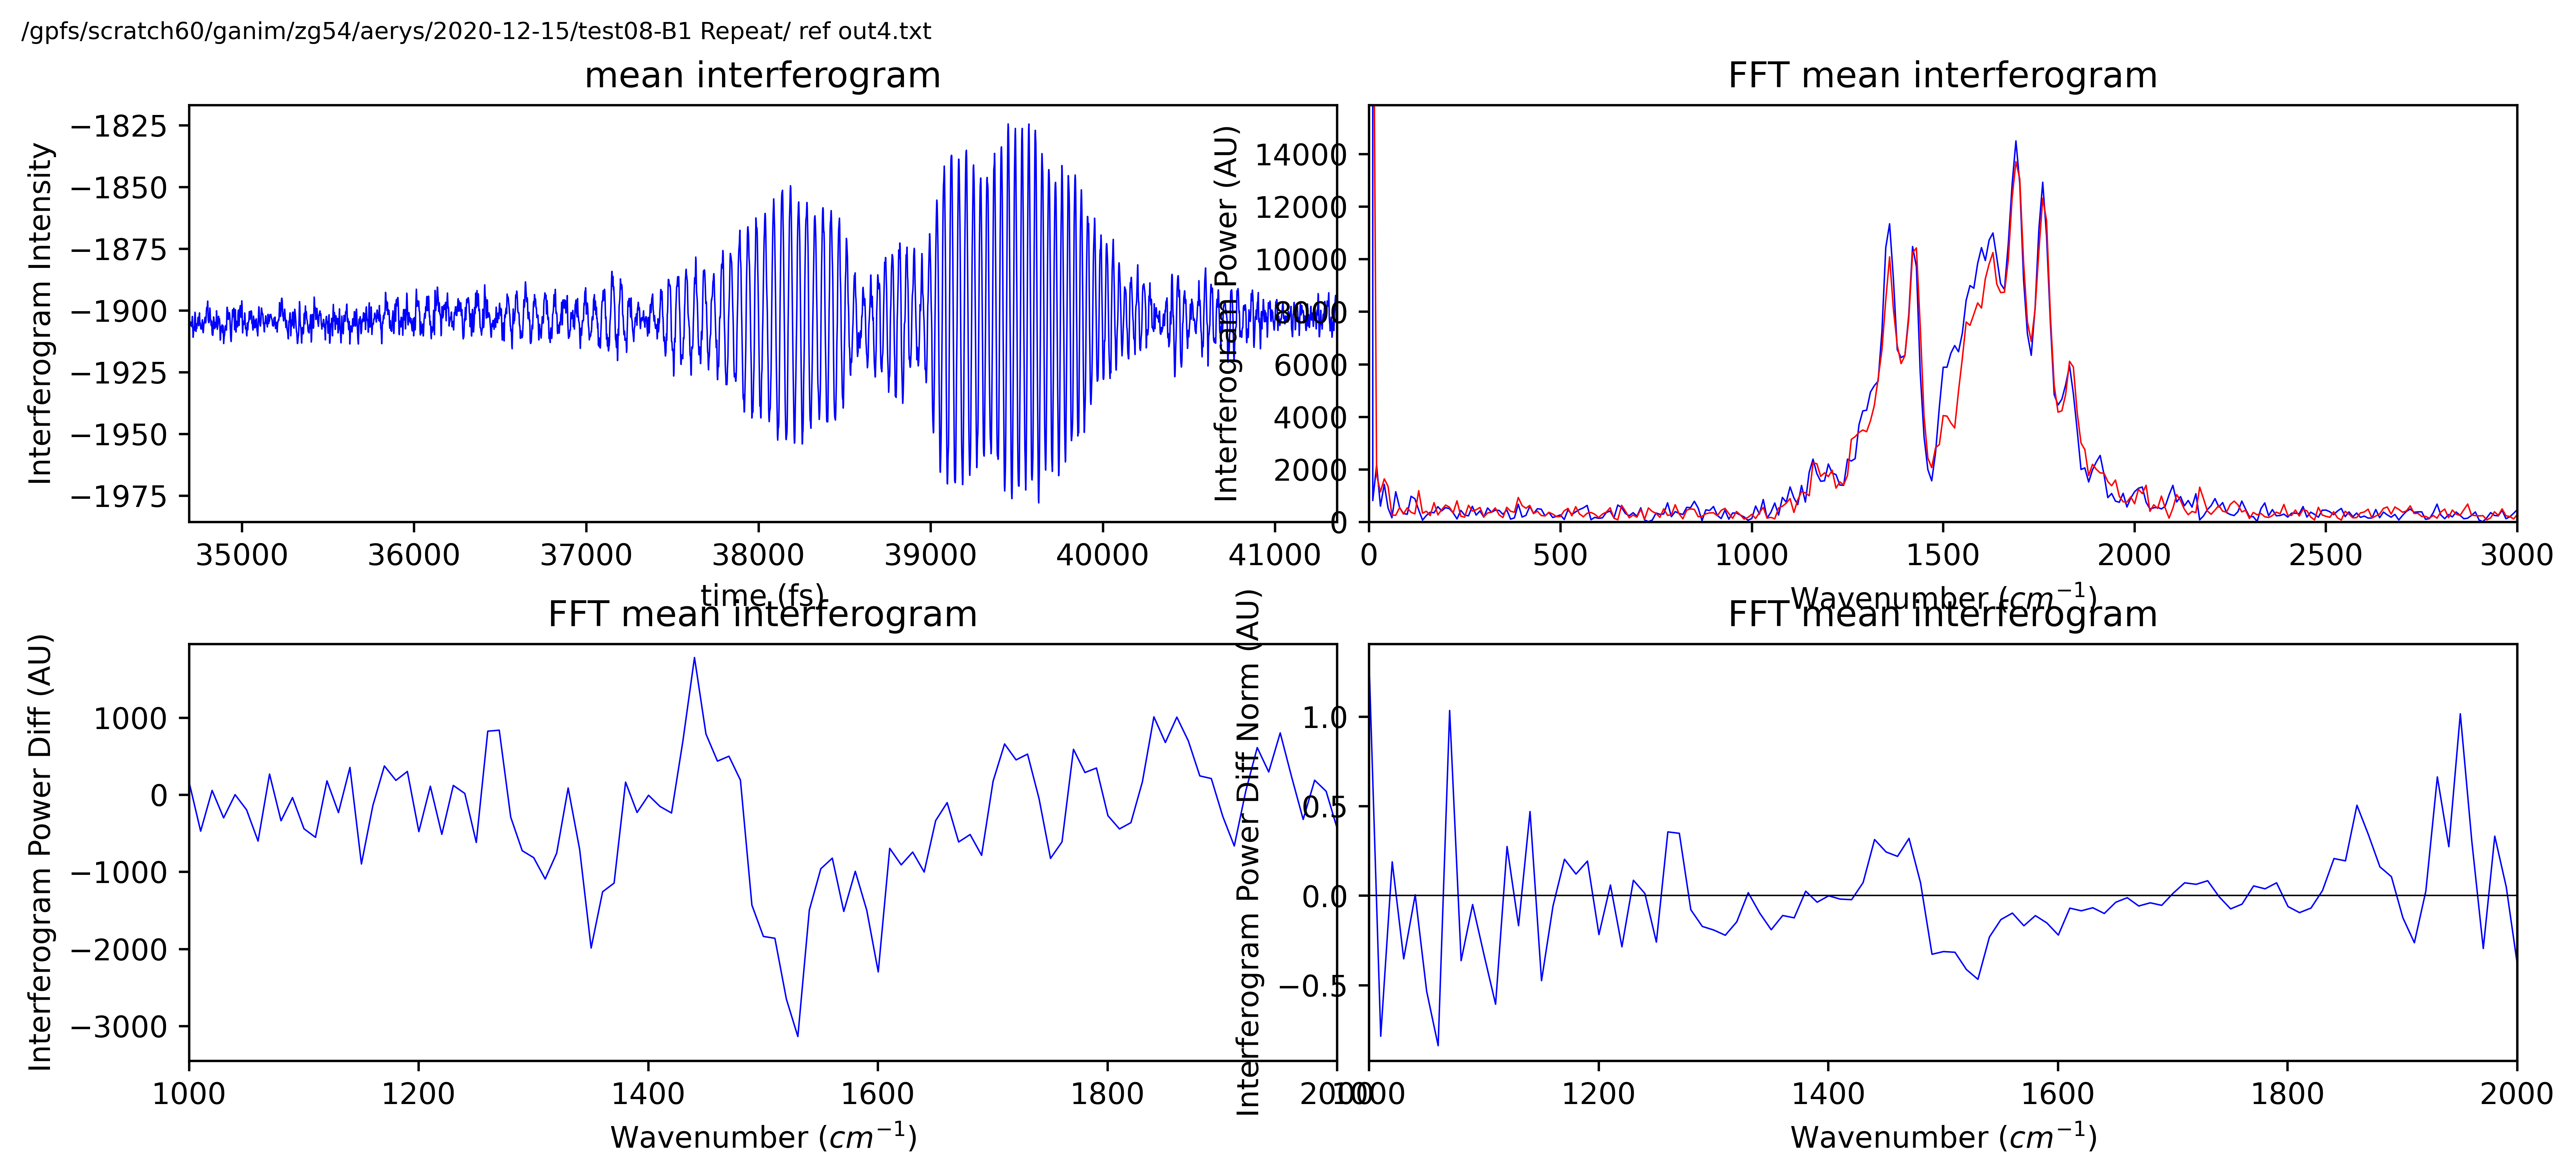 /gpfs/scratch60/ganim/zg54/aerys/2020-12-15/test08-B1 Repeat/ ref out4.txt
mean interferogram
Interferogram Intensity
−1825
−1850
−1875
−1900
−1925
−1950
−1975
35000 36000 37000 38000 39000 40000 41000
time (fs)
FFT mean interferogram
Interferogram Power (AU)
14000
12000
10000
8000
6000
4000
2000
0
0 500 1000 1500 2000 2500 3000
Wavenumber (cm−1)
FFT mean interferogram
Interferogram Power Diff (AU)
1000
0
−1000
−2000
−3000
1000 1200 1400 1600 1800 2000
Wavenumber (cm−1)
FFT mean interferogram
Interferogram Power Diff Norm (AU)
1.0
0.5
0.0
−0.5
1000 1200 1400 1600 1800 2000
Wavenumber (cm−1)